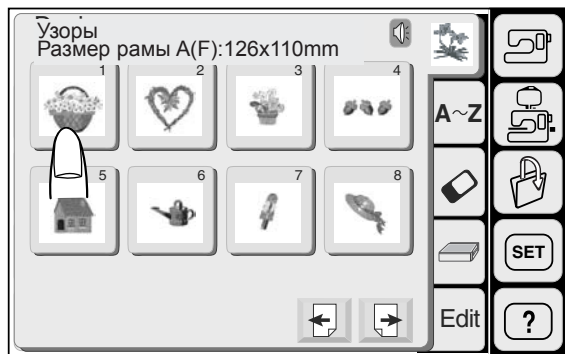 Узоры
Размер рамы A(F):126x110mm
1 2 3 4
A~Z
5 6 7 8
SET
Edit ?